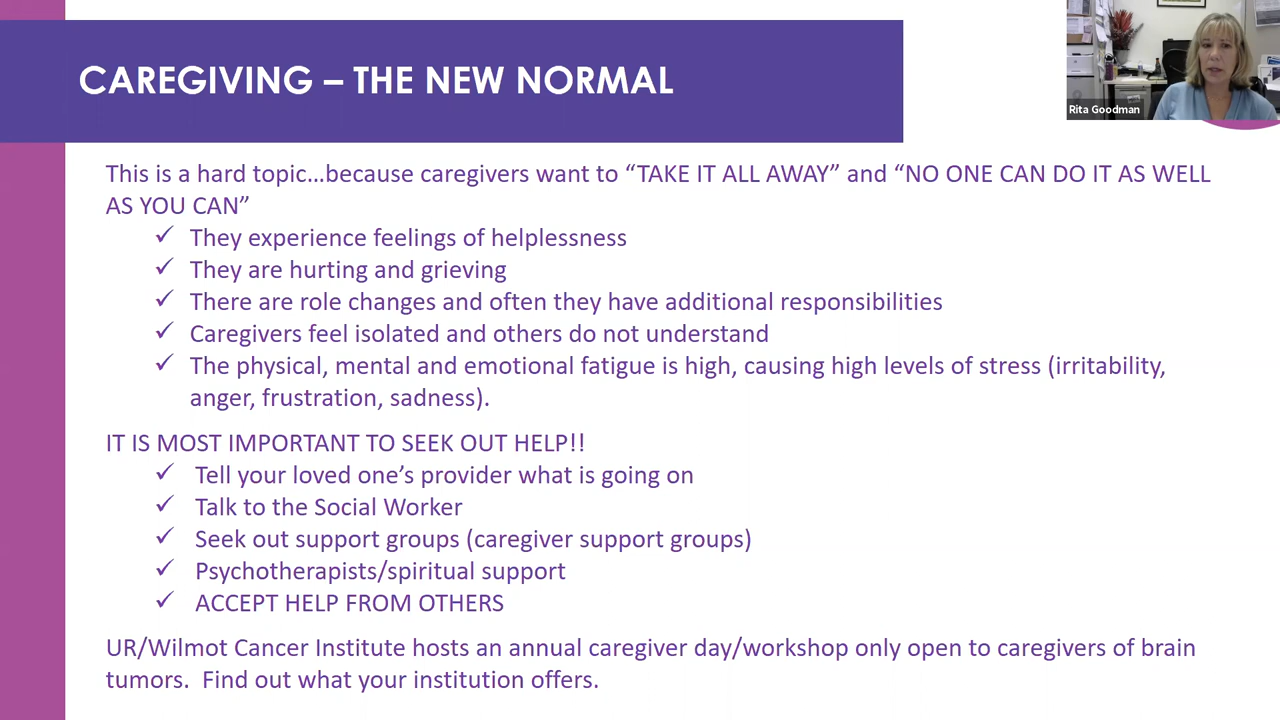 CAREGIVING – THE NEW NORMAL
Rita Goodman
This is a hard topic…because caregivers want to “TAKE IT ALL AWAY” and “NO ONE CAN DO IT AS WELL
AS YOU CAN”
✓ They experience feelings of helplessness
✓ They are hurting and grieving
✓ There are role changes and often they have additional responsibilities
✓ Caregivers feel isolated and others do not understand
✓ The physical, mental and emotional fatigue is high, causing high levels of stress (irritability,
anger, frustration, sadness).
IT IS MOST IMPORTANT TO SEEK OUT HELP!!
✓ Tell your loved one’s provider what is going on
✓ Talk to the Social Worker
✓ Seek out support groups (caregiver support groups)
✓ Psychotherapists/spiritual support
✓ ACCEPT HELP FROM OTHERS
UR/Wilmot Cancer Institute hosts an annual caregiver day/workshop only open to caregivers of brain
tumors.  Find out what your institution offers.